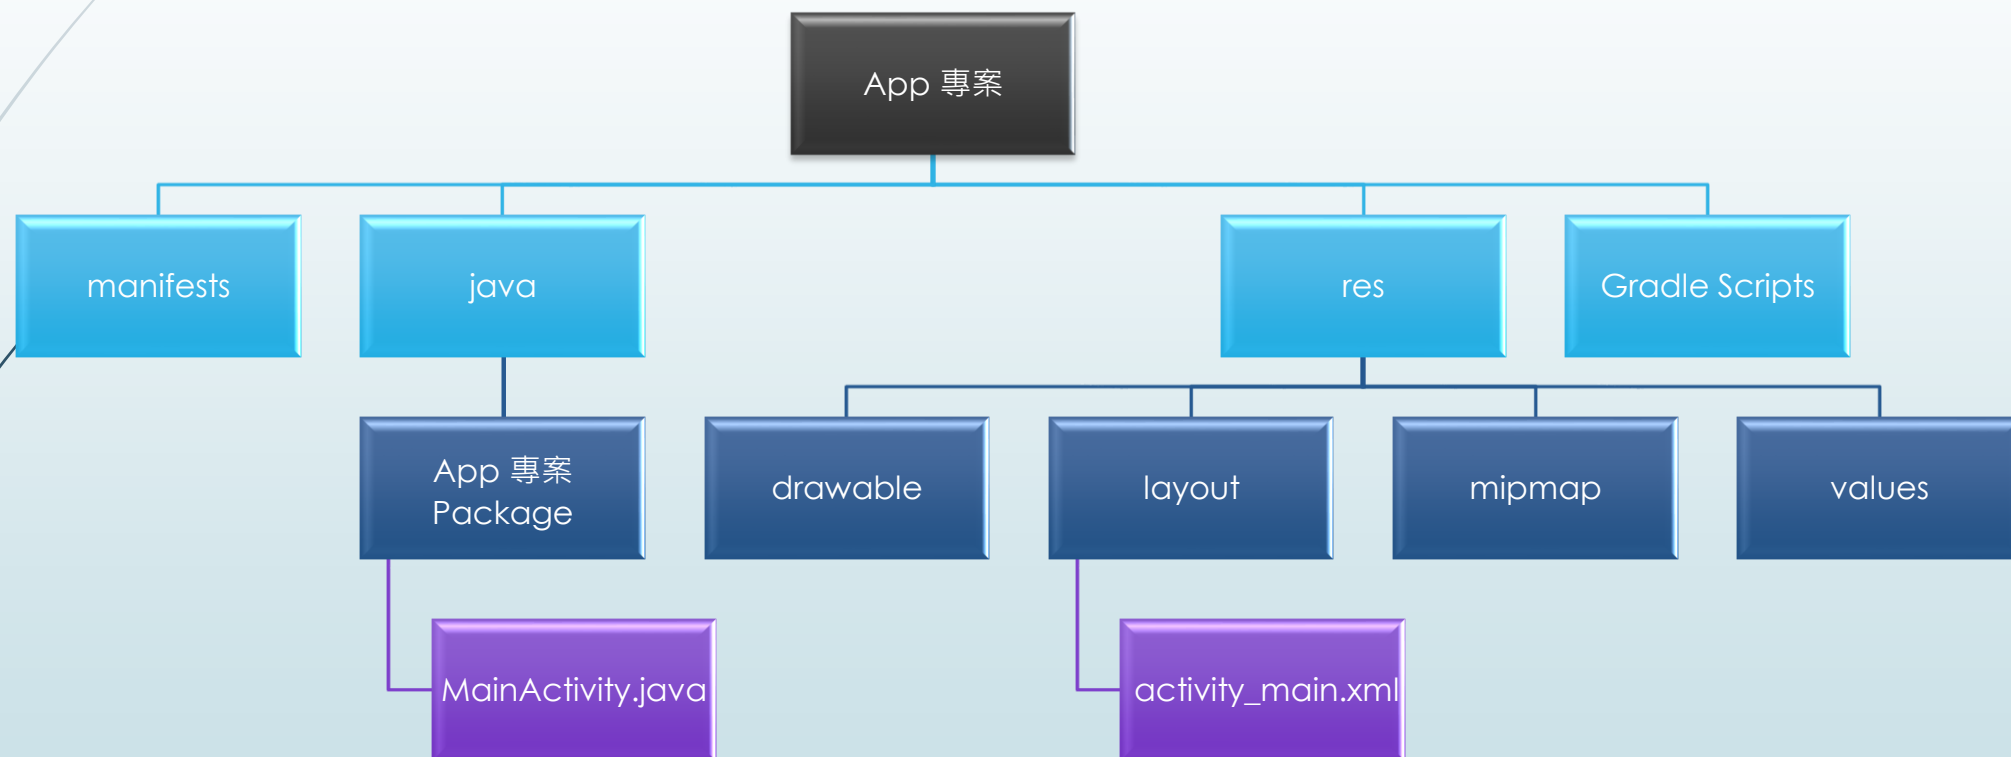 App 專案
manifests
java
res
Gradle Scripts
App 專案
Package
drawable
layout
mipmap
values
MainActivity.java
activity_main.xml